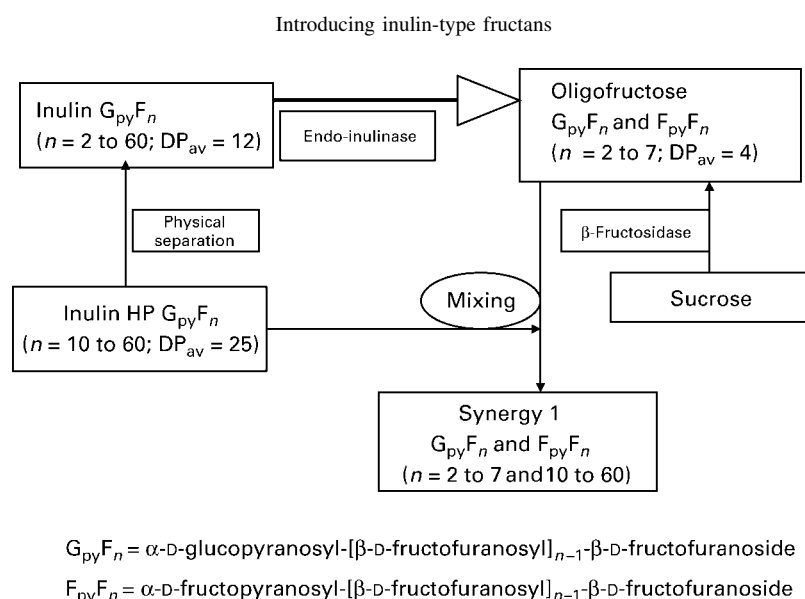 Introducing inulin-type fructans
Inulin GpyFn
(n = 2 to 60; DPav = 12)
Endo-inulinase
Oligofructose
GpyFn and FpyFn
(n = 2 to 7; DPav = 4)
Physical
separation
β-Fructosidase
Inulin HP GpyFn
(n = 10 to 60; DPav = 25)
Mixing
Sucrose
Synergy 1
GpyFn and FpyFn
(n = 2 to 7 and 10 to 60)
GpyFn = α-D-glucopyranosyl-[β-D-fructofuranosyl]n–1-β-D-fructofuranoside
FpyFn = α-D-fructopyranosyl-[β-D-fructofuranosyl]n–1-β-D-fructofuranoside